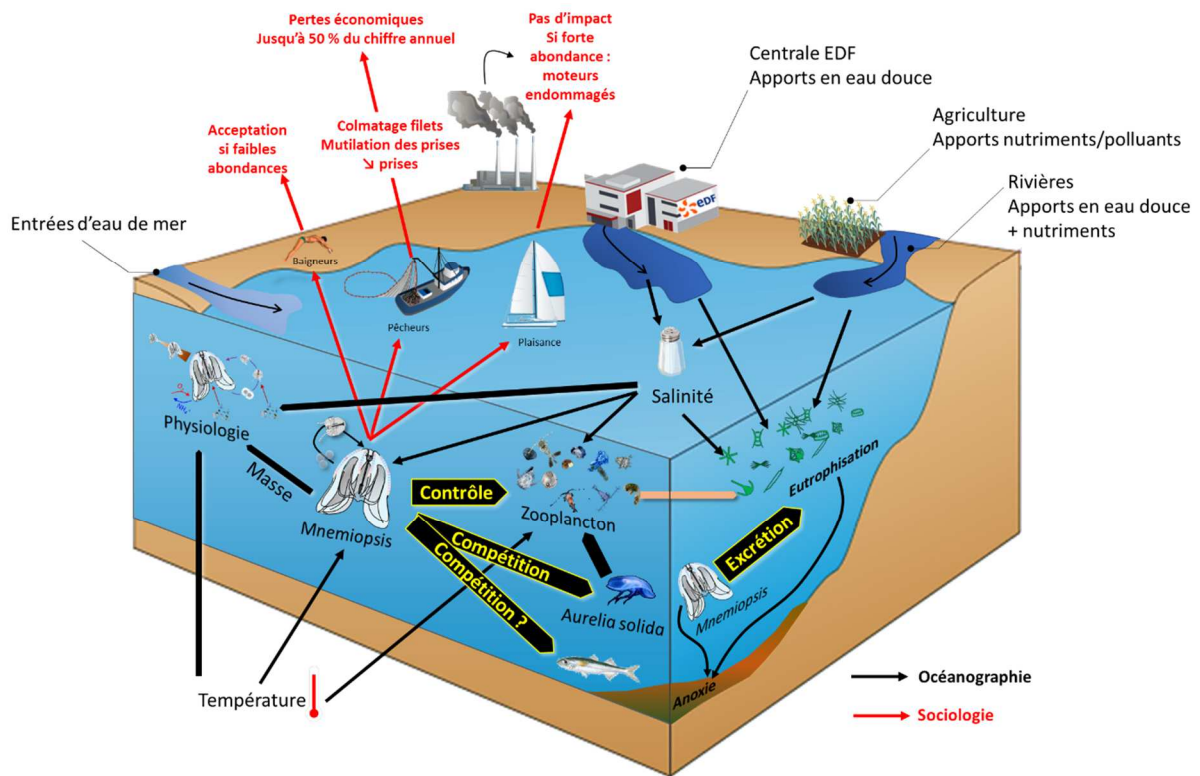 Pertes économiques
Jusqu'à 50 % du chiffre annuel
Pas d'impact
Si forte
abondance :
moteurs
endommagés
Centrale EDF
Apports en eau douce
Acceptation
si faibles
abondances
Colmatage filets
Mutilation des prises
↘ prises
Agriculture
Apports nutriments/polluants
Rivières
Apports en eau douce
+ nutriments
Entrées d'eau de mer
eDF
Baigneurs
Pêcheurs
Plaisance
Salinité
Physiologie
Masse
Mnemiopsis
Contrôle
Zooplancton
Eutrophisation
Compétition
Compétition ?
Excrétion
Aurelia solida
Mnemiopsis
Anoxie
Température
Océanographie
Sociologie